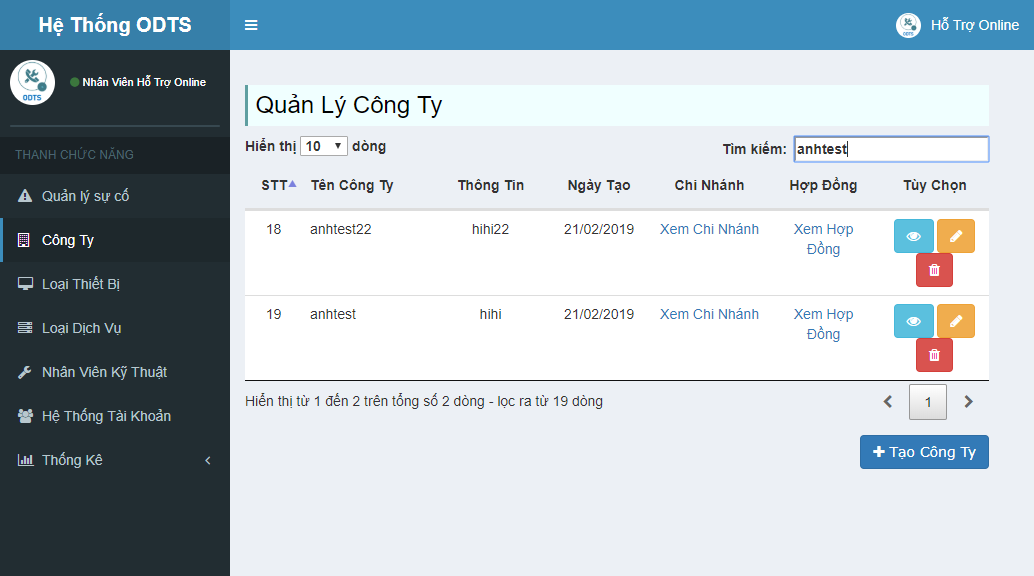 Hệ Thống ODTS
Hỗ Trợ Online
ODTS
ODTS
Nhân Viên Hỗ Trợ Online
THANH CHỨC NĂNG
Quản lý sự cố
Công Ty
Loại Thiết Bị
Loại Dịch Vụ
Nhân Viên Kỹ Thuật
Hệ Thống Tài Khoản
Thống Kê
Quản Lý Công Ty
Hiển thị 10 dòng
Tìm kiếm: anhtest
STT Tên Công Ty Thông Tin Ngày Tạo Chi Nhánh Hợp Đồng Tùy Chọn
18 anhtest22 hihi22 21/02/2019 Xem Chi Nhánh Xem Hợp
Đồng
19 anhtest hihi 21/02/2019 Xem Chi Nhánh Xem Hợp
Đồng
Hiển thị từ 1 đến 2 trên tổng số 2 dòng - lọc ra từ 19 dòng
1
Tạo Công Ty